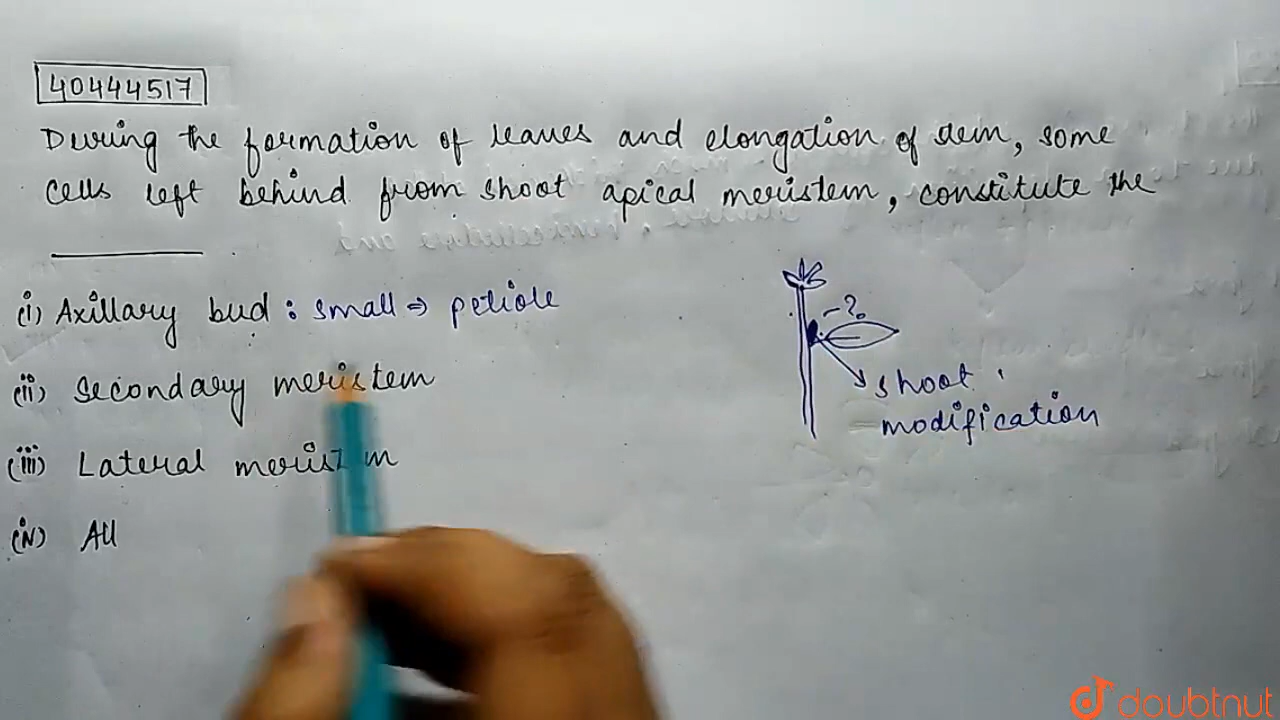 40444517
During the formation of leaves and elongation of stem, some
cells left behind from shoot apical meristem, constitute the
(i) Axillary bud : small ⇒ petiole
(ii) Secondary meristem
(iii) Lateral meristem
(iv) All
-?
shoot
modification
doubtnut